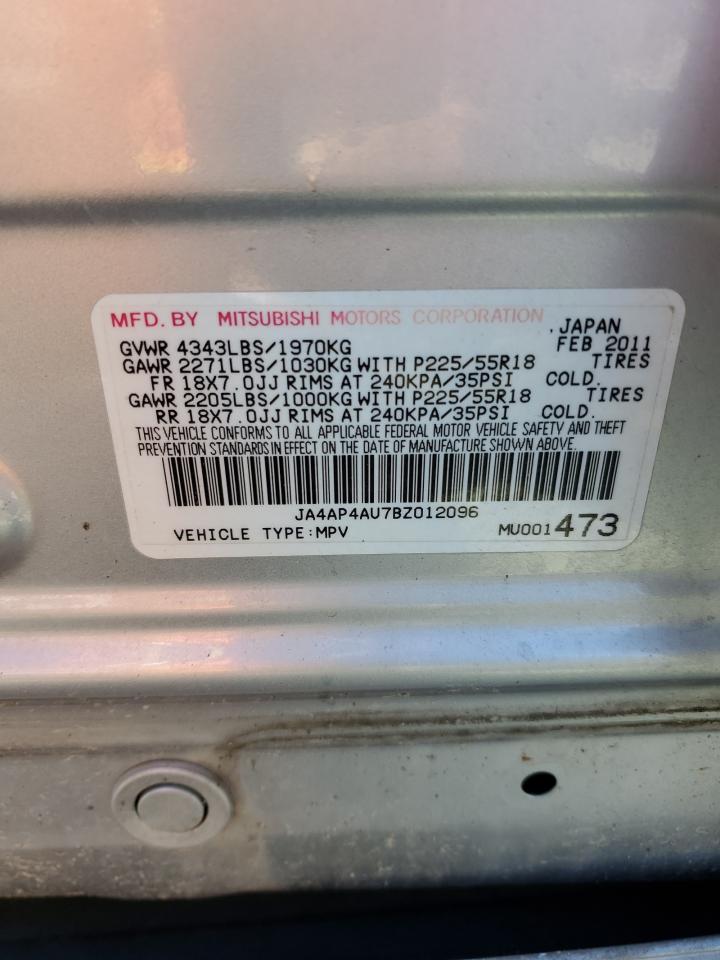 MFD. BY MITSUBISHI MOTORS CORPORATION
. JAPAN
GVWR 4343LBS/1970KG FEB 2011
GAWR 2271LBS/1030KG WITH P225/55R18 TIRES
FR 18X7.0JJ RIMS AT 240KPA/35PSI COLD.
GAWR 2205LBS/1000KG WITH P225/55R18 TIRES
RR 18X7.0JJ RIMS AT 240KPA/35PSI COLD.
THIS VEHICLE CONFORMS TO ALL APPLICABLE FEDERAL MOTOR VEHICLE SAFETY AND THEFT
PREVENTION STANDARDS IN EFFECT ON THE DATE OF MANUFACTURE SHOWN ABOVE.
JA4AP4AU7BZ012096
VEHICLE TYPE:MPV MU001473